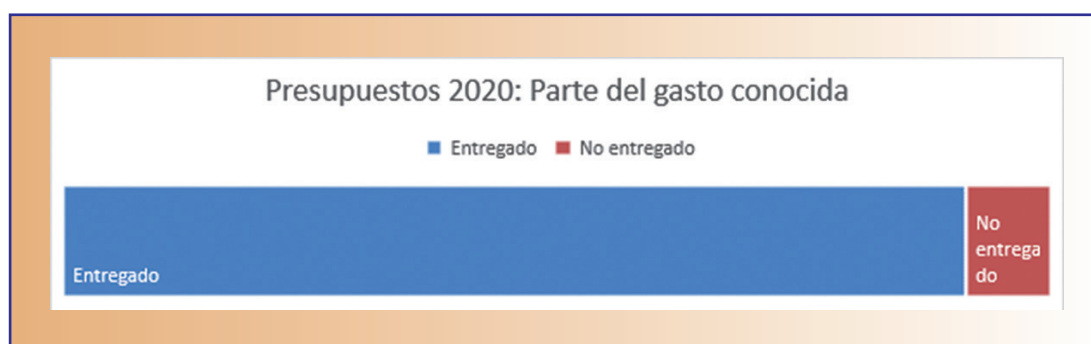 Presupuestos 2020: Parte del gasto conocida
Entregado No entregado
Entregado
No
entrega
do